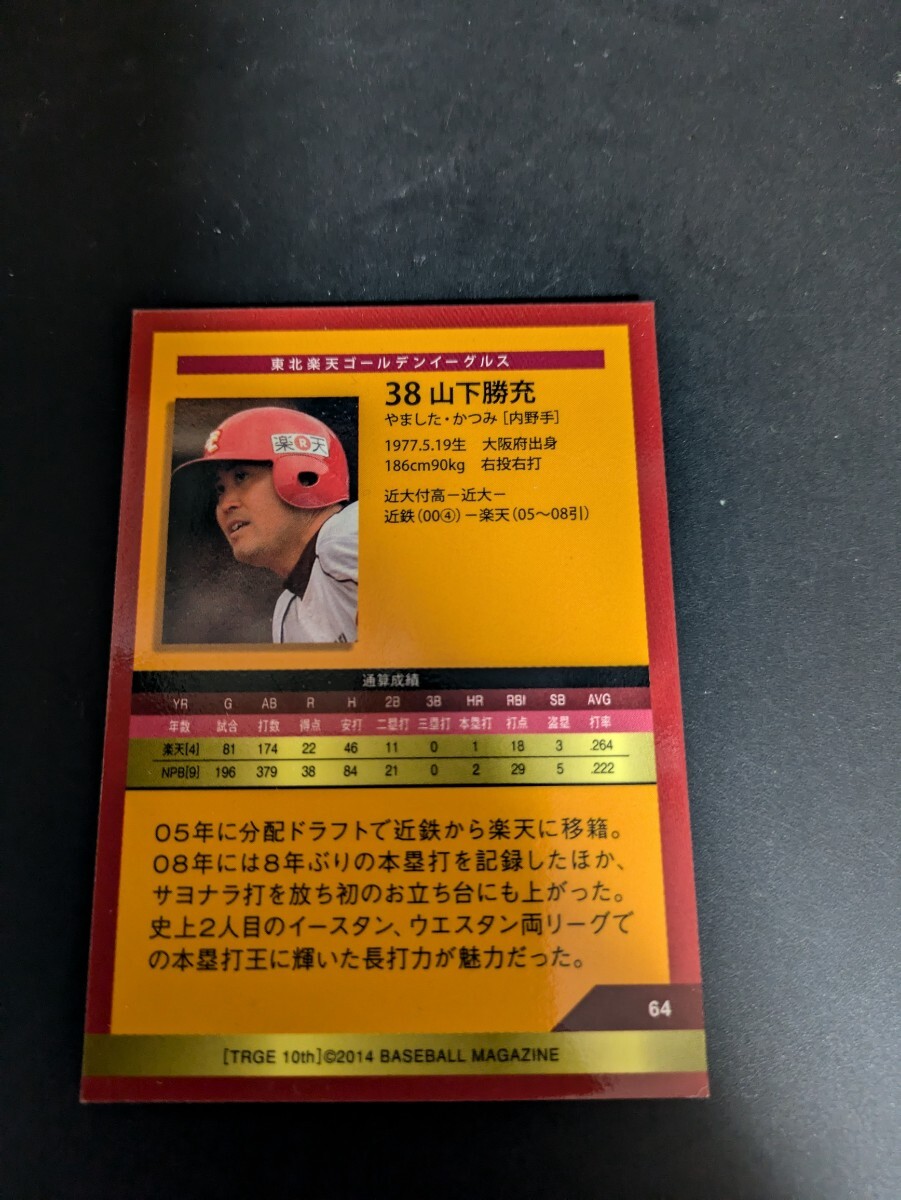 東北楽天ゴールデンイーグルス
38 山下勝充
やました・かつみ [内野手]
1977.5.19生 大阪府出身
186cm90kg 右投右打
近大付高－近大－
近鉄(00④)－楽天(05〜08引)
E
楽R天
通算成績
YR G AB R H 2B 3B HR RBI SB AVG
年数 試合 打数 得点 安打 二塁打 三塁打 本塁打 打点 盗塁 打率
楽天[4] 81 174 22 46 11 0 1 18 3 .264
NPB[9] 196 379 38 84 21 0 2 29 5 .222
05年に分配ドラフトで近鉄から楽天に移籍。
08年には8年ぶりの本塁打を記録したほか、
サヨナラ打を放ち初のお立ち台にも上がった。
史上2人目のイースタン、ウエスタン両リーグで
の本塁打王に輝いた長打力が魅力だった。
64
[TRGE 10th]©2014 BASEBALL MAGAZINE